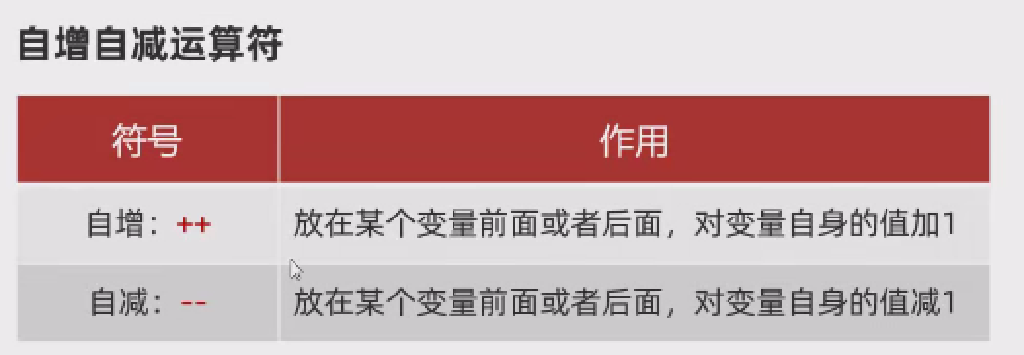 自增自减运算符
符号 作用
自增：++ 放在某个变量前面或者后面，对变量自身的值加1
自减：-- 放在某个变量前面或者后面，对变量自身的值减1